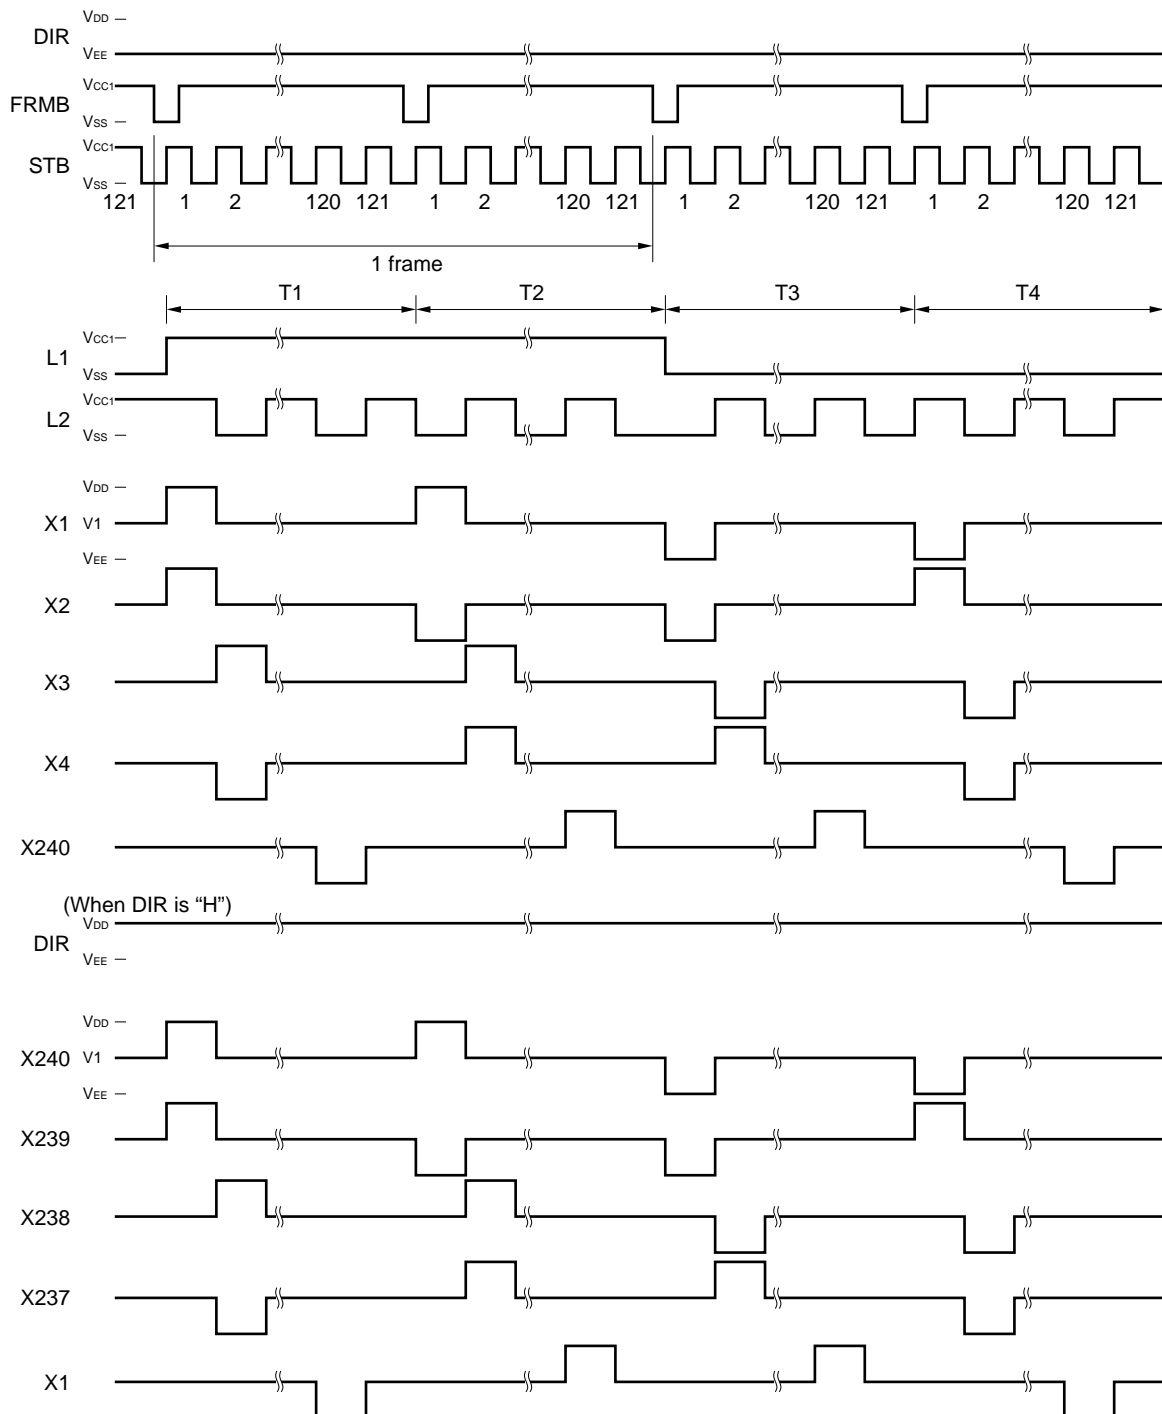 VDD
DIR
VEE
VCC1
FRMB
VSS
VCC1
STB
VSS
121 1 2 120 121 1 2 120 121 1 2 120 121 1 2 120 121
1 frame
T1 T2 T3 T4
VCC1
L1
VSS
VCC1
L2
VSS
VDD
X1 V1
VEE
X2
X3
X4
X240
(When DIR is “H”)
VDD
DIR
VEE
VDD
X240 V1
VEE
X239
X238
X237
X1